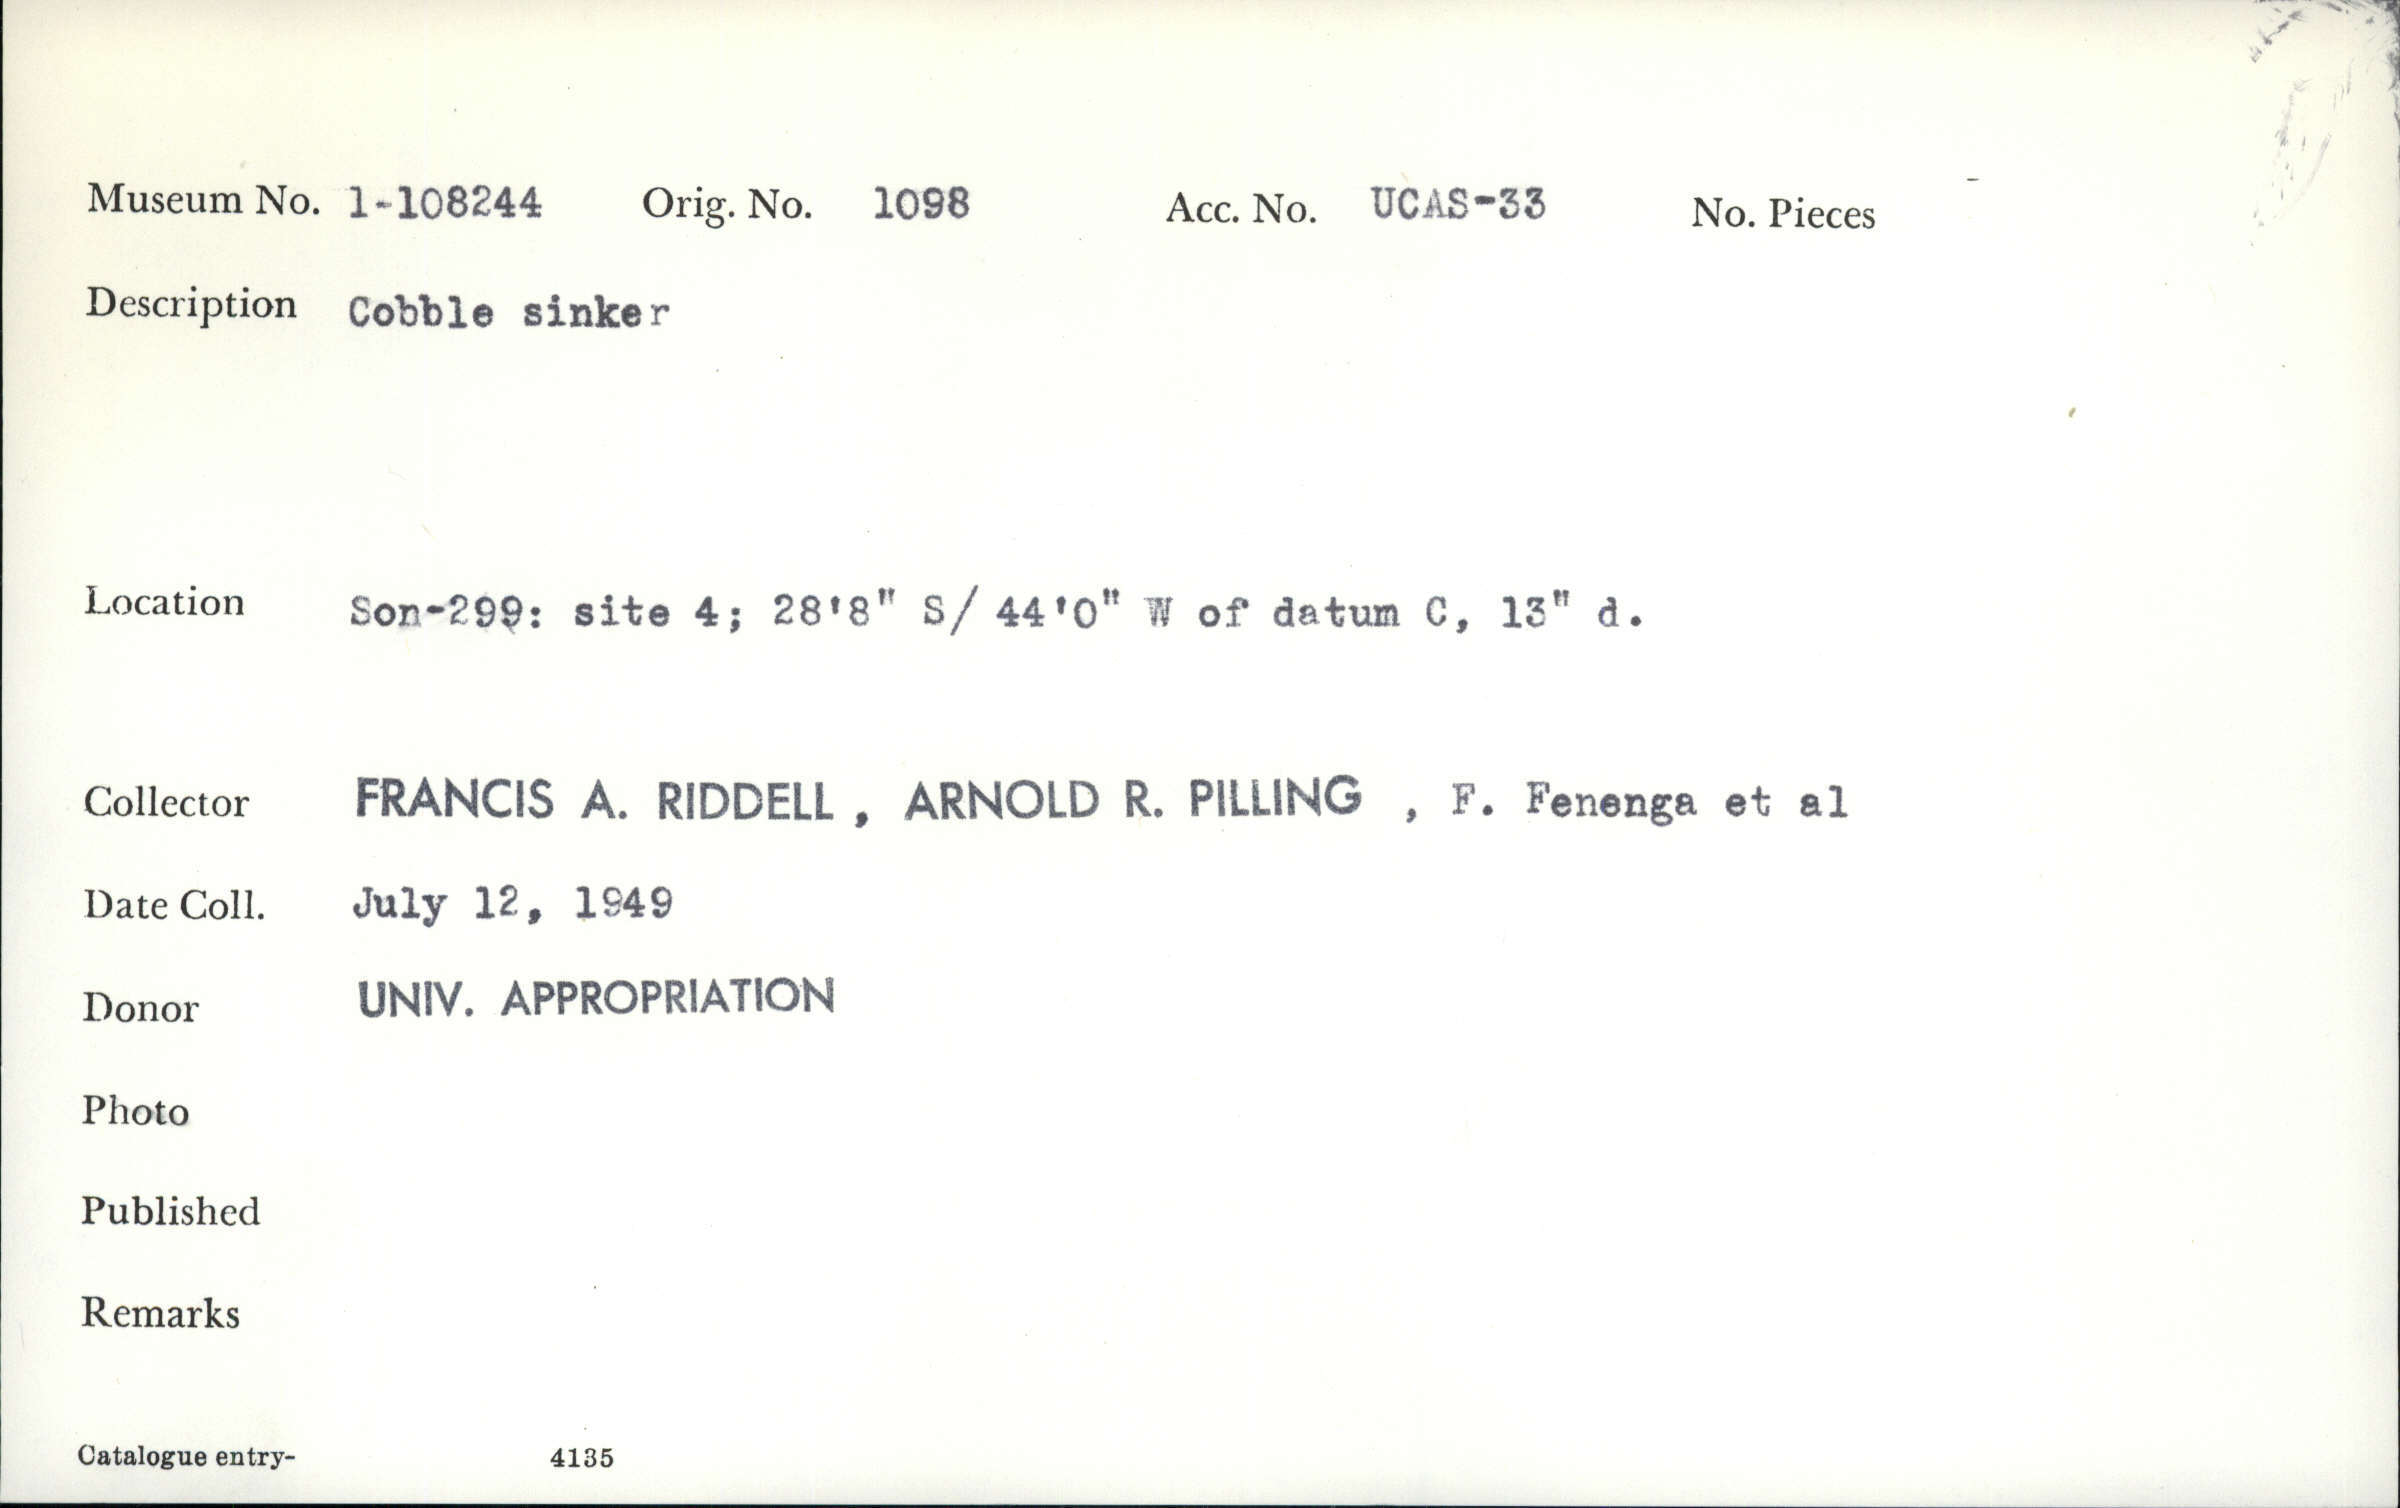 Museum No. 1-108244 Orig. No. 1098 Acc. No. UCAS-33 No. Pieces -
Description Cobble sinker
Location Son-299: site 4; 28'8" S/ 44'0" W of datum C, 13" d.
Collector FRANCIS A. RIDDELL , ARNOLD R. PILLING , F. Fenenga et al
Date Coll. July 12, 1949
Donor UNIV. APPROPRIATION
Photo
Published
Remarks
Catalogue entry- 4135